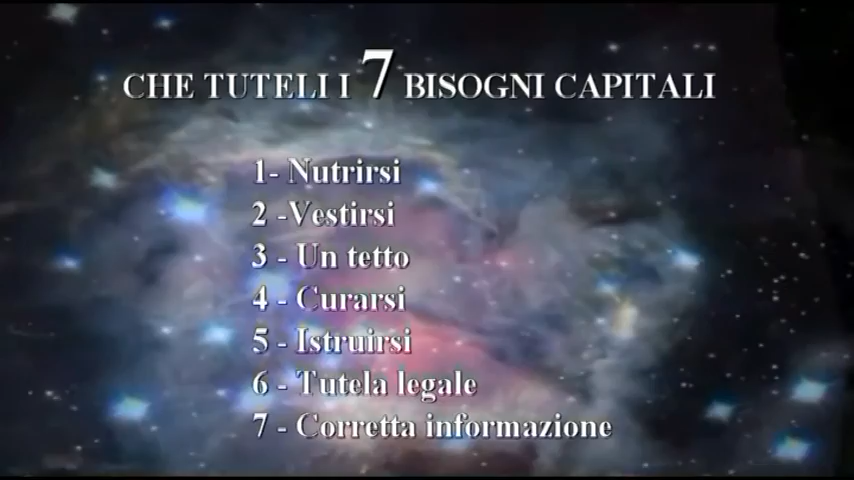 CHE TUTELI I 7 BISOGNI CAPITALI
1- Nutrirsi
2 -Vestirsi
3 - Un tetto
4 - Curarsi
5 - Istruirsi
6 - Tutela legale
7 - Corretta informazione